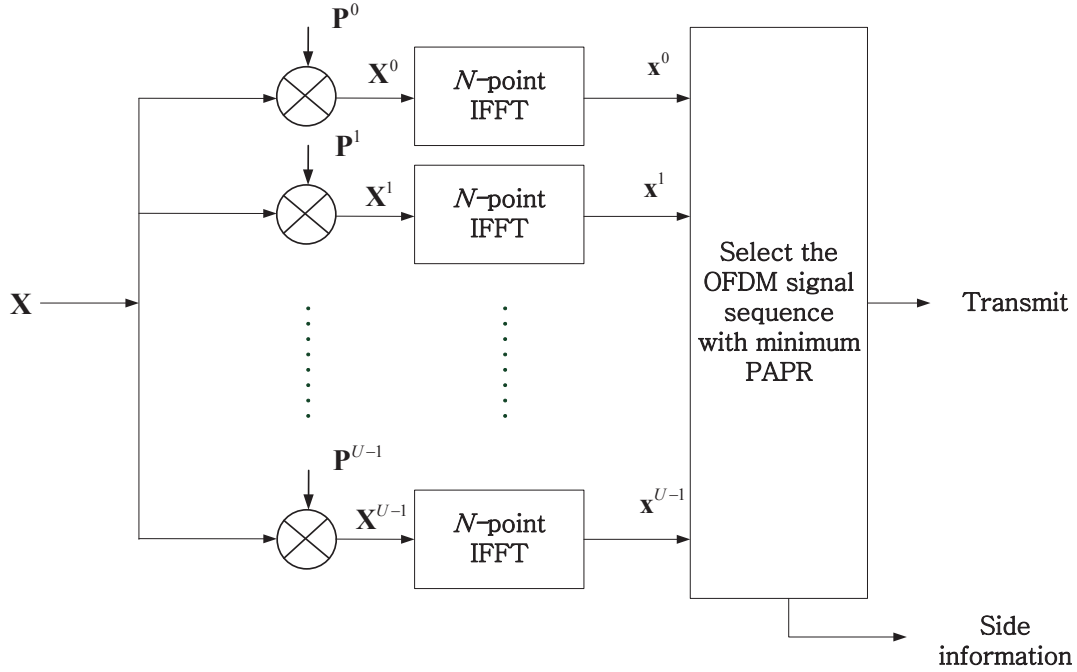 P^0
X^0
N-point
IFFT
x^0
P^1
X^1
N-point
IFFT
x^1
X
Select the
OFDM signal
sequence
with minimum
PAPR
Transmit
P^{U-1}
X^{U-1}
N-point
IFFT
x^{U-1}
Side
information